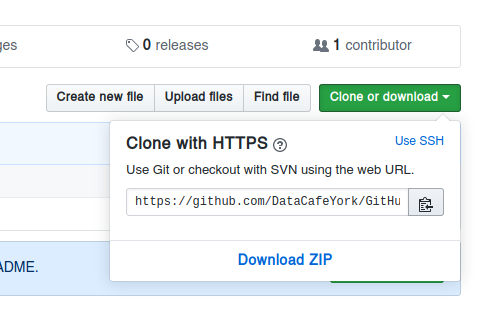 ges
0 releases
1 contributor
Create new file
Upload files
Find file
Clone or download
Clone with HTTPS ?
Use SSH
Use Git or checkout with SVN using the web URL.
https://github.com/DataCafeYork/GitHu
Download ZIP
ADME.